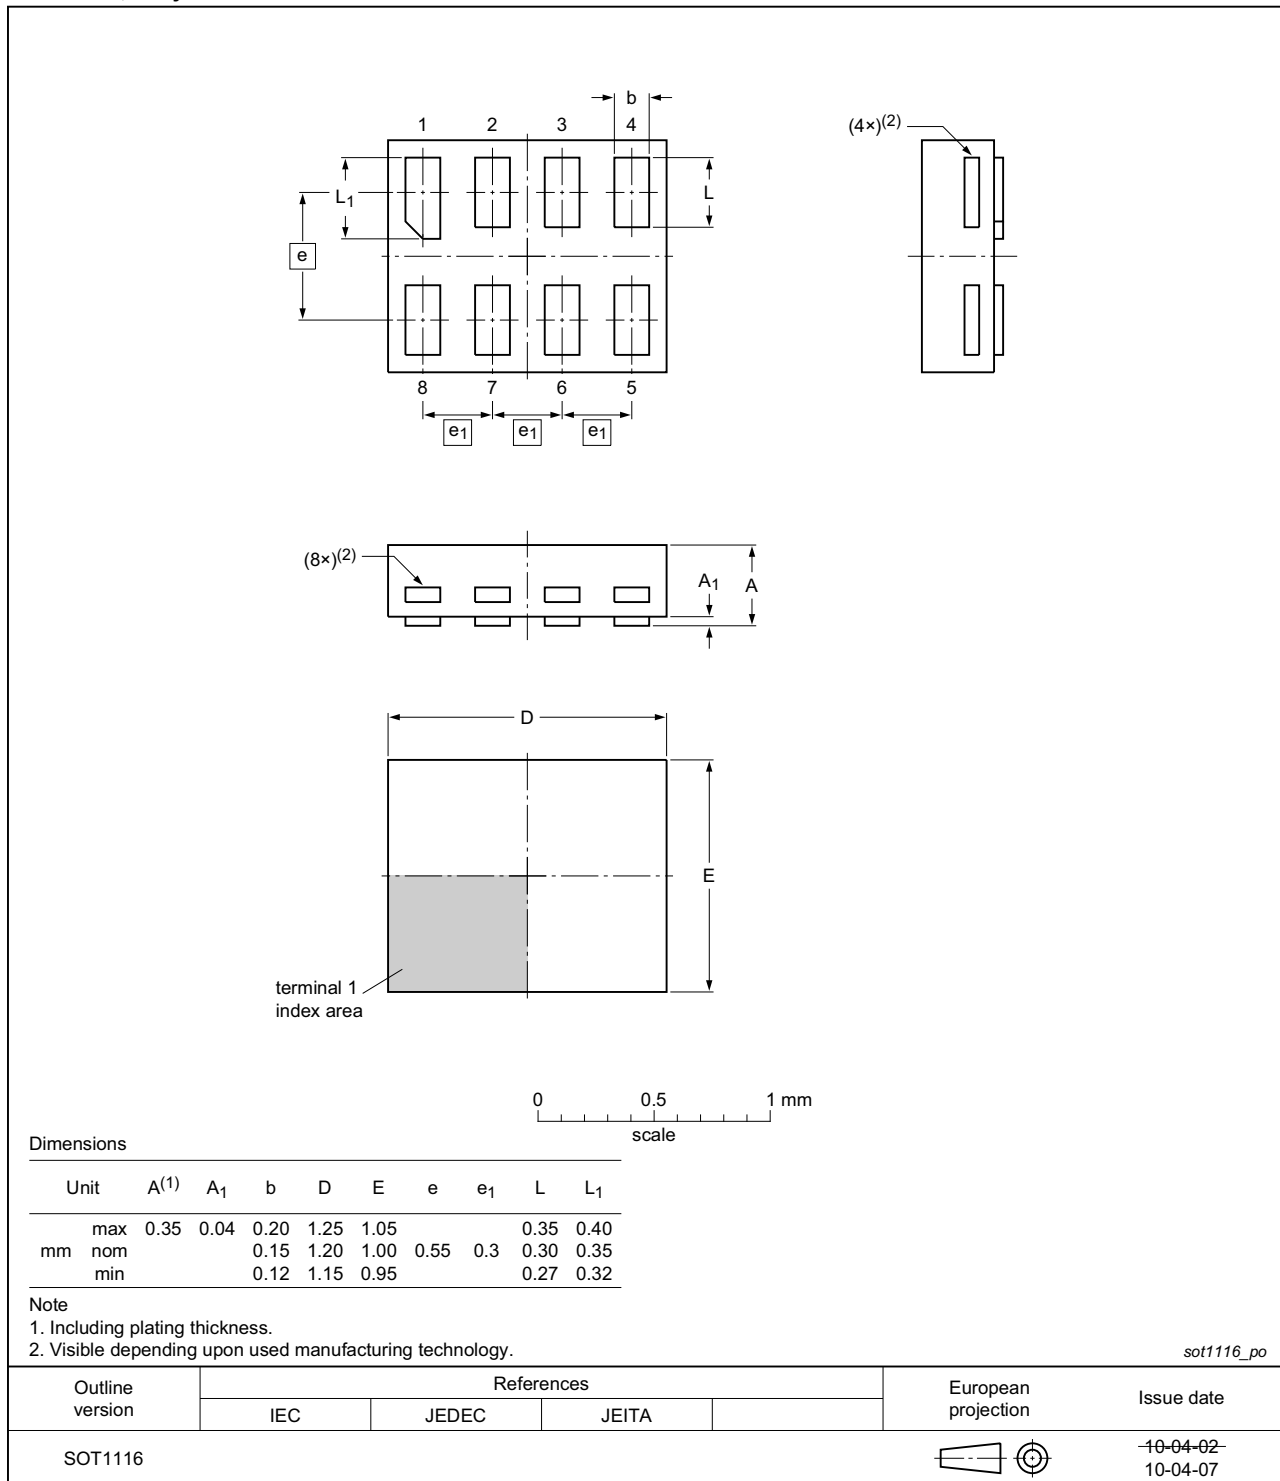 b
1 2 3 4
(4×)(2)
L1
L
e
8 7 6 5
e1 e1 e1
(8×)(2)
A1 A
D
E
terminal 1
index area
0 0.5 1 mm
scale
Dimensions
Unit A(1) A1 b D E e e1 L L1
max 0.35 0.04 0.20 1.25 1.05 0.35 0.40
mm nom 0.15 1.20 1.00 0.55 0.3 0.30 0.35
min 0.12 1.15 0.95 0.27 0.32
Note
1. Including plating thickness.
2. Visible depending upon used manufacturing technology.
sot1116_po
Outline
version
References
IEC JEDEC JEITA
European
projection
Issue date
SOT1116
10-04-02
10-04-07